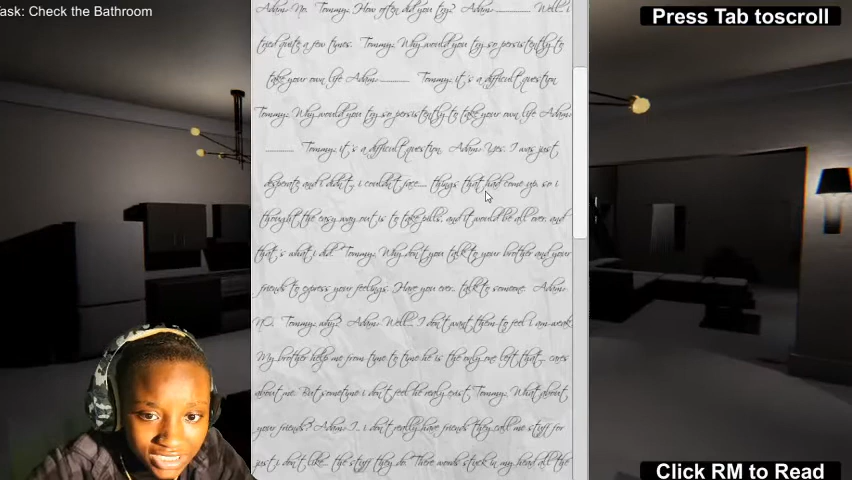 Task: Check the Bathroom
Press Tab toscroll
Adam: No. Tommy: How often did you try? Adam: ............... Well, i
tried quite a few times. Tommy: Why would you try so persistently to
take your own life Adam:............. Tommy: it's a difficult question
Tommy: Why would you try so persistently to take your own life Adam:
............. Tommy: it's a difficult question. Adam: Yes. I was just
desperate and i didn't, i couldn't face.... things that had come up, so i
thought the easy way out is to take pills, and it would be all over, and
that's what i did. Tommy: Why don't you talk to your brother and your
friends to express your feelings. Have you ever.. talk to someone. Adam:
NO. Tommy: why? Adam: Well.. I don't want them to feel i am weak.
My brother help me from time to time he is the only one left that.. cares
about me. But sometime i don't feel he realy exist Tommy: What about
your friends? Adam: I.. i don't really have friends they call me stuff for
just i don't like.. the stuff they do. There words stuck in my head all the
Click RM to Read